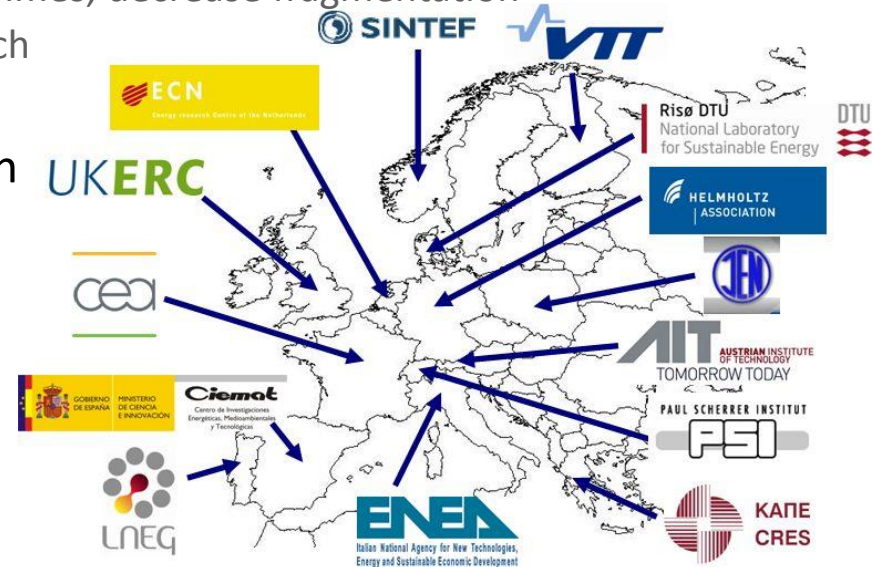 mmes, decrease fragmentation
ch
n
SINTEF
VTT
ECN
Energy research Centre of the Netherlands
Risø DTU
National Laboratory
for Sustainable Energy
DTU
UKERC
HELMHOLTZ
ASSOCIATION
cea
AIT
AUSTRIAN INSTITUTE
OF TECHNOLOGY
TOMORROW TODAY
GOBIERNO
DE ESPAÑA
MINISTERIO
DE CIENCIA
E INNOVACIÓN
Ciemat
Centro de Investigaciones
Energéticas, Medioambientales
y Tecnológicas
PAUL SCHERRER INSTITUT
PSI
LNEG
ENEA
Italian National Agency for New Technologies,
Energy and Sustainable Economic Development
ΚΑΠΕ
CRES